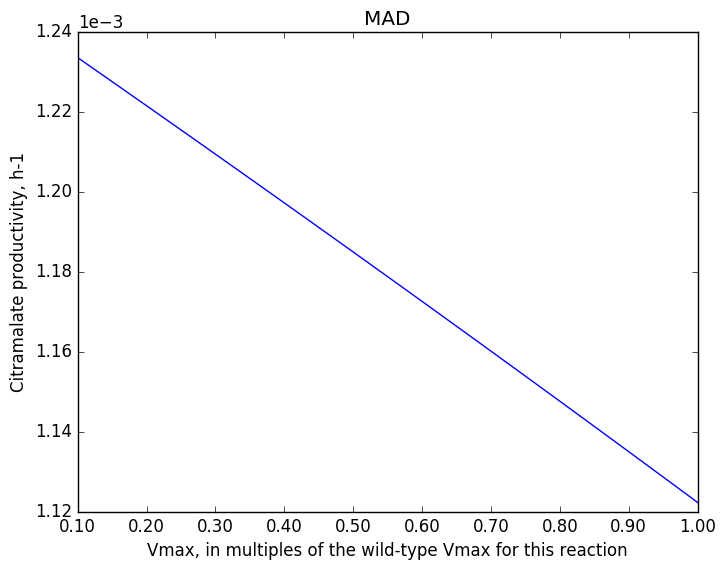 MAD
1e−3
1.24
1.22
1.20
1.18
1.16
1.14
1.12
Citramalate productivity, h-1
0.10 0.20 0.30 0.40 0.50 0.60 0.70 0.80 0.90 1.00
Vmax, in multiples of the wild-type Vmax for this reaction